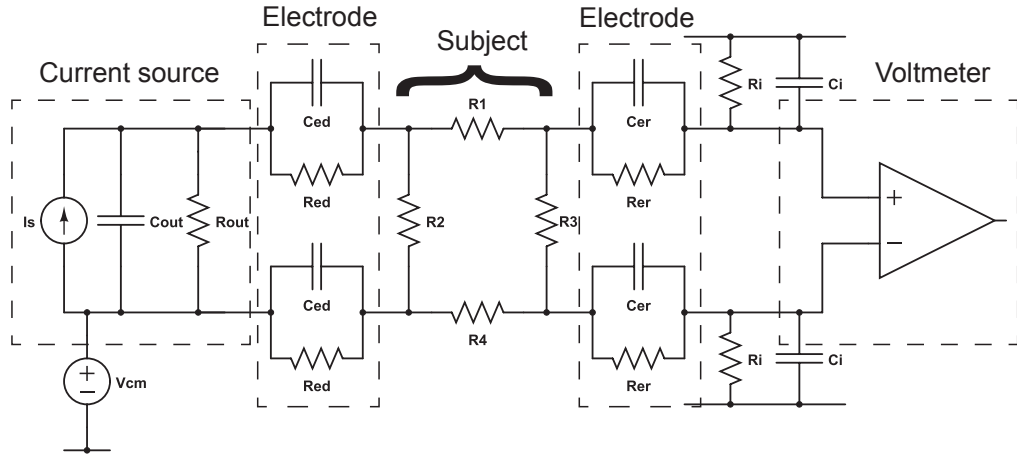 Electrode
Electrode
Subject
Current source
Voltmeter
Ced
R1
Cer
Ri
Ci
Red
Rer
Is
Cout
Rout
R2
R3
+
−
Ced
Cer
R4
Ri
Ci
+
−
Vcm
Red
Rer